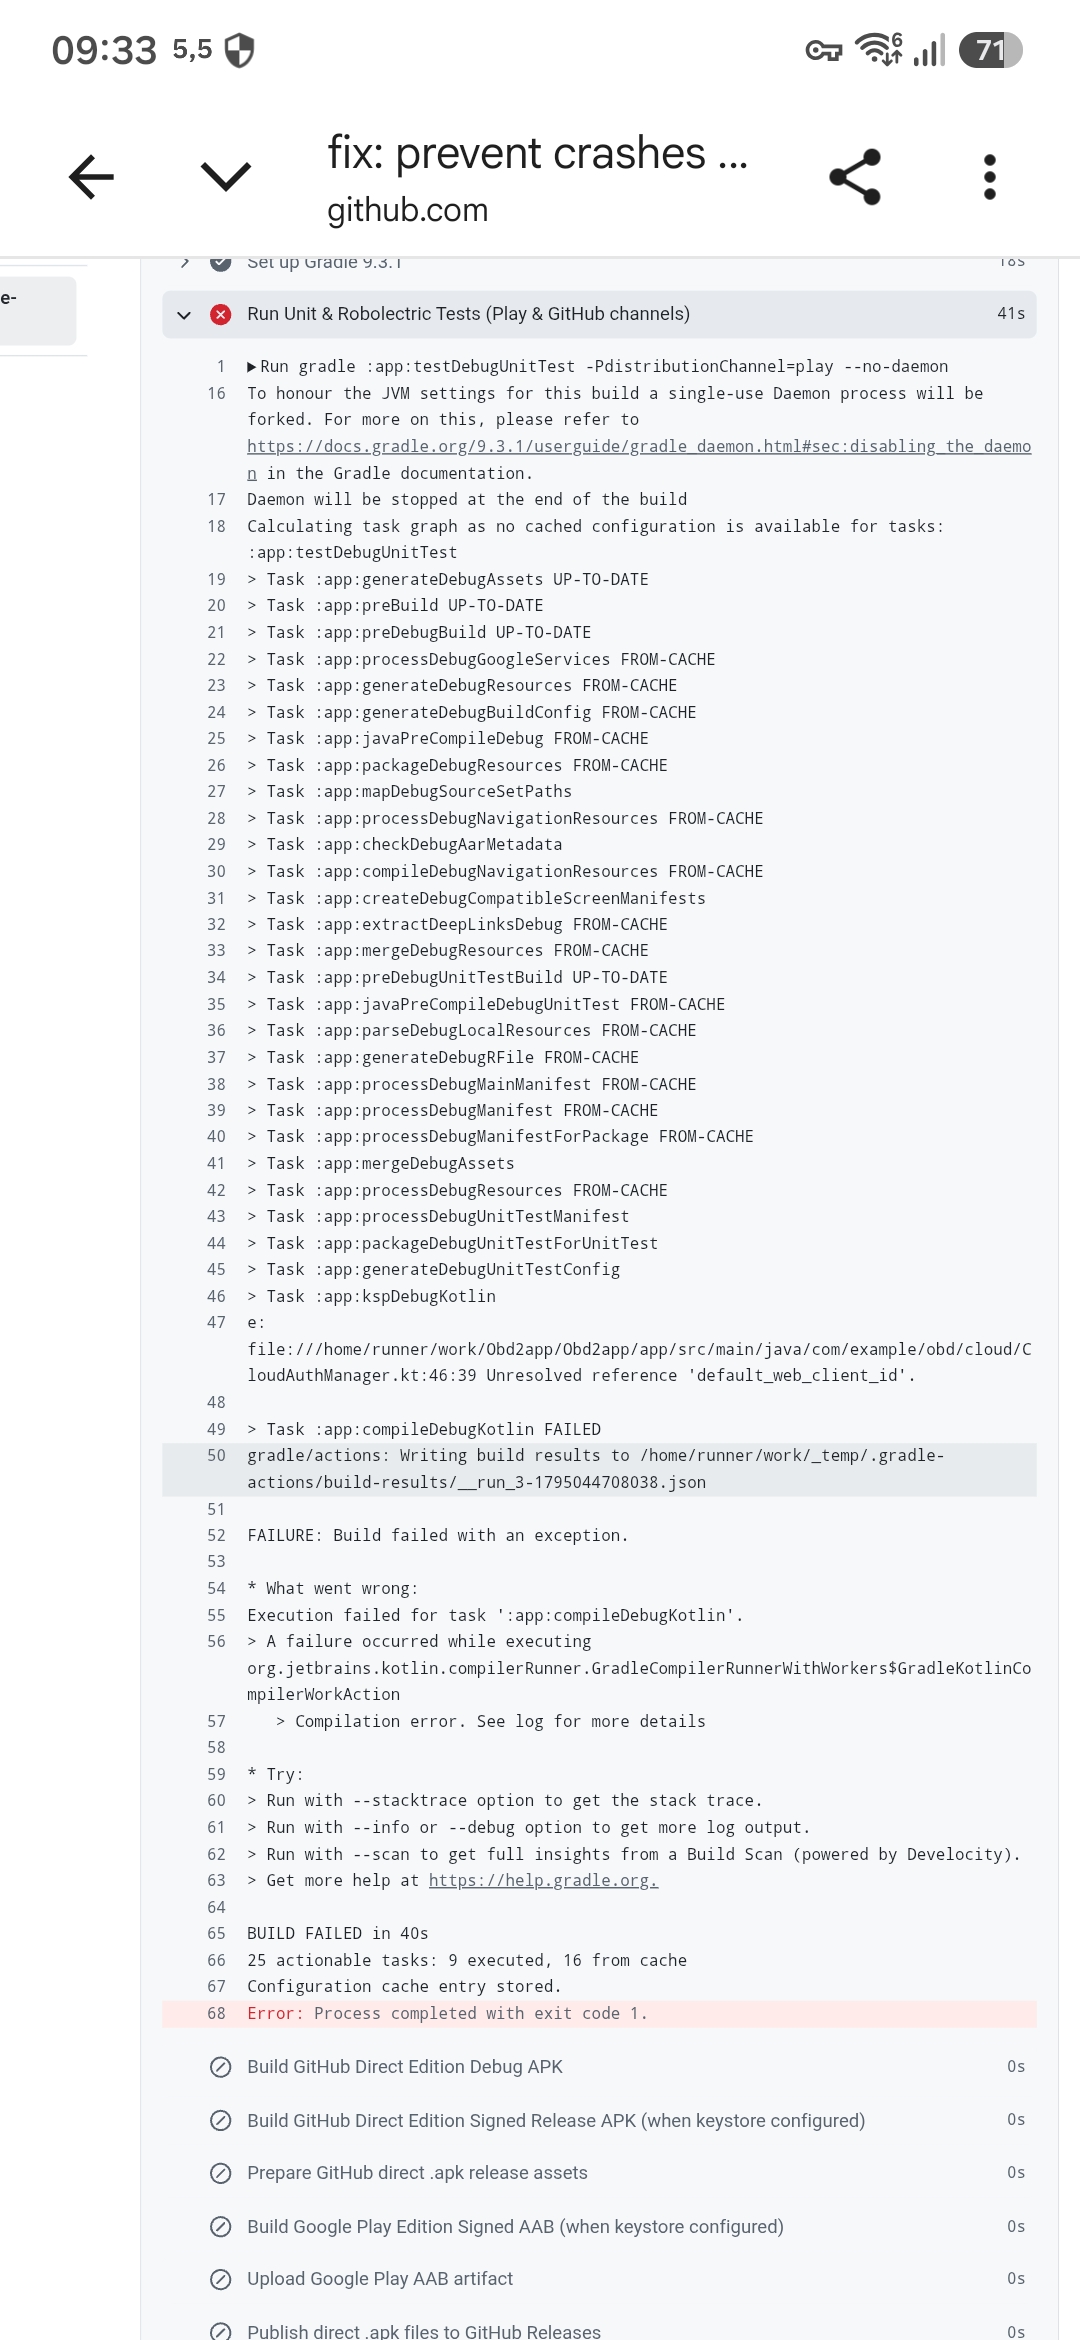 09:33 5,5 6 71
fix: prevent crashes ...
github.com
Set up Gradle 9.3.1 18s
e-
Run Unit & Robolectric Tests (Play & GitHub channels) 41s
1 ▶Run gradle :app:testDebugUnitTest -PdistributionChannel=play --no-daemon
16 To honour the JVM settings for this build a single-use Daemon process will be
forked. For more on this, please refer to
https://docs.gradle.org/9.3.1/userguide/gradle_daemon.html#sec:disabling_the_daemo
n in the Gradle documentation.
17 Daemon will be stopped at the end of the build
18 Calculating task graph as no cached configuration is available for tasks:
:app:testDebugUnitTest
19 > Task :app:generateDebugAssets UP-TO-DATE
20 > Task :app:preBuild UP-TO-DATE
21 > Task :app:preDebugBuild UP-TO-DATE
22 > Task :app:processDebugGoogleServices FROM-CACHE
23 > Task :app:generateDebugResources FROM-CACHE
24 > Task :app:generateDebugBuildConfig FROM-CACHE
25 > Task :app:javaPreCompileDebug FROM-CACHE
26 > Task :app:packageDebugResources FROM-CACHE
27 > Task :app:mapDebugSourceSetPaths
28 > Task :app:processDebugNavigationResources FROM-CACHE
29 > Task :app:checkDebugAarMetadata
30 > Task :app:compileDebugNavigationResources FROM-CACHE
31 > Task :app:createDebugCompatibleScreenManifests
32 > Task :app:extractDeepLinksDebug FROM-CACHE
33 > Task :app:mergeDebugResources FROM-CACHE
34 > Task :app:preDebugUnitTestBuild UP-TO-DATE
35 > Task :app:javaPreCompileDebugUnitTest FROM-CACHE
36 > Task :app:parseDebugLocalResources FROM-CACHE
37 > Task :app:generateDebugRFile FROM-CACHE
38 > Task :app:processDebugMainManifest FROM-CACHE
39 > Task :app:processDebugManifest FROM-CACHE
40 > Task :app:processDebugManifestForPackage FROM-CACHE
41 > Task :app:mergeDebugAssets
42 > Task :app:processDebugResources FROM-CACHE
43 > Task :app:processDebugUnitTestManifest
44 > Task :app:packageDebugUnitTestForUnitTest
45 > Task :app:generateDebugUnitTestConfig
46 > Task :app:kspDebugKotlin
47 e:
file:///home/runner/work/Obd2app/Obd2app/app/src/main/java/com/example/obd/cloud/C
loudAuthManager.kt:46:39 Unresolved reference 'default_web_client_id'.
48
49 > Task :app:compileDebugKotlin FAILED
50 gradle/actions: Writing build results to /home/runner/work/_temp/.gradle-
actions/build-results/__run_3-1795044708038.json
51
52 FAILURE: Build failed with an exception.
53
54 * What went wrong:
55 Execution failed for task ':app:compileDebugKotlin'.
56 > A failure occurred while executing
org.jetbrains.kotlin.compilerRunner.GradleCompilerRunnerWithWorkers$GradleKotlinCo
mpilerWorkAction
57 > Compilation error. See log for more details
58
59 * Try:
60 > Run with --stacktrace option to get the stack trace.
61 > Run with --info or --debug option to get more log output.
62 > Run with --scan to get full insights from a Build Scan (powered by Develocity).
63 > Get more help at https://help.gradle.org.
64
65 BUILD FAILED in 40s
66 25 actionable tasks: 9 executed, 16 from cache
67 Configuration cache entry stored.
68 Error: Process completed with exit code 1.
Build GitHub Direct Edition Debug APK 0s
Build GitHub Direct Edition Signed Release APK (when keystore configured) 0s
Prepare GitHub direct .apk release assets 0s
Build Google Play Edition Signed AAB (when keystore configured) 0s
Upload Google Play AAB artifact 0s
Publish direct .apk files to GitHub Releases 0s